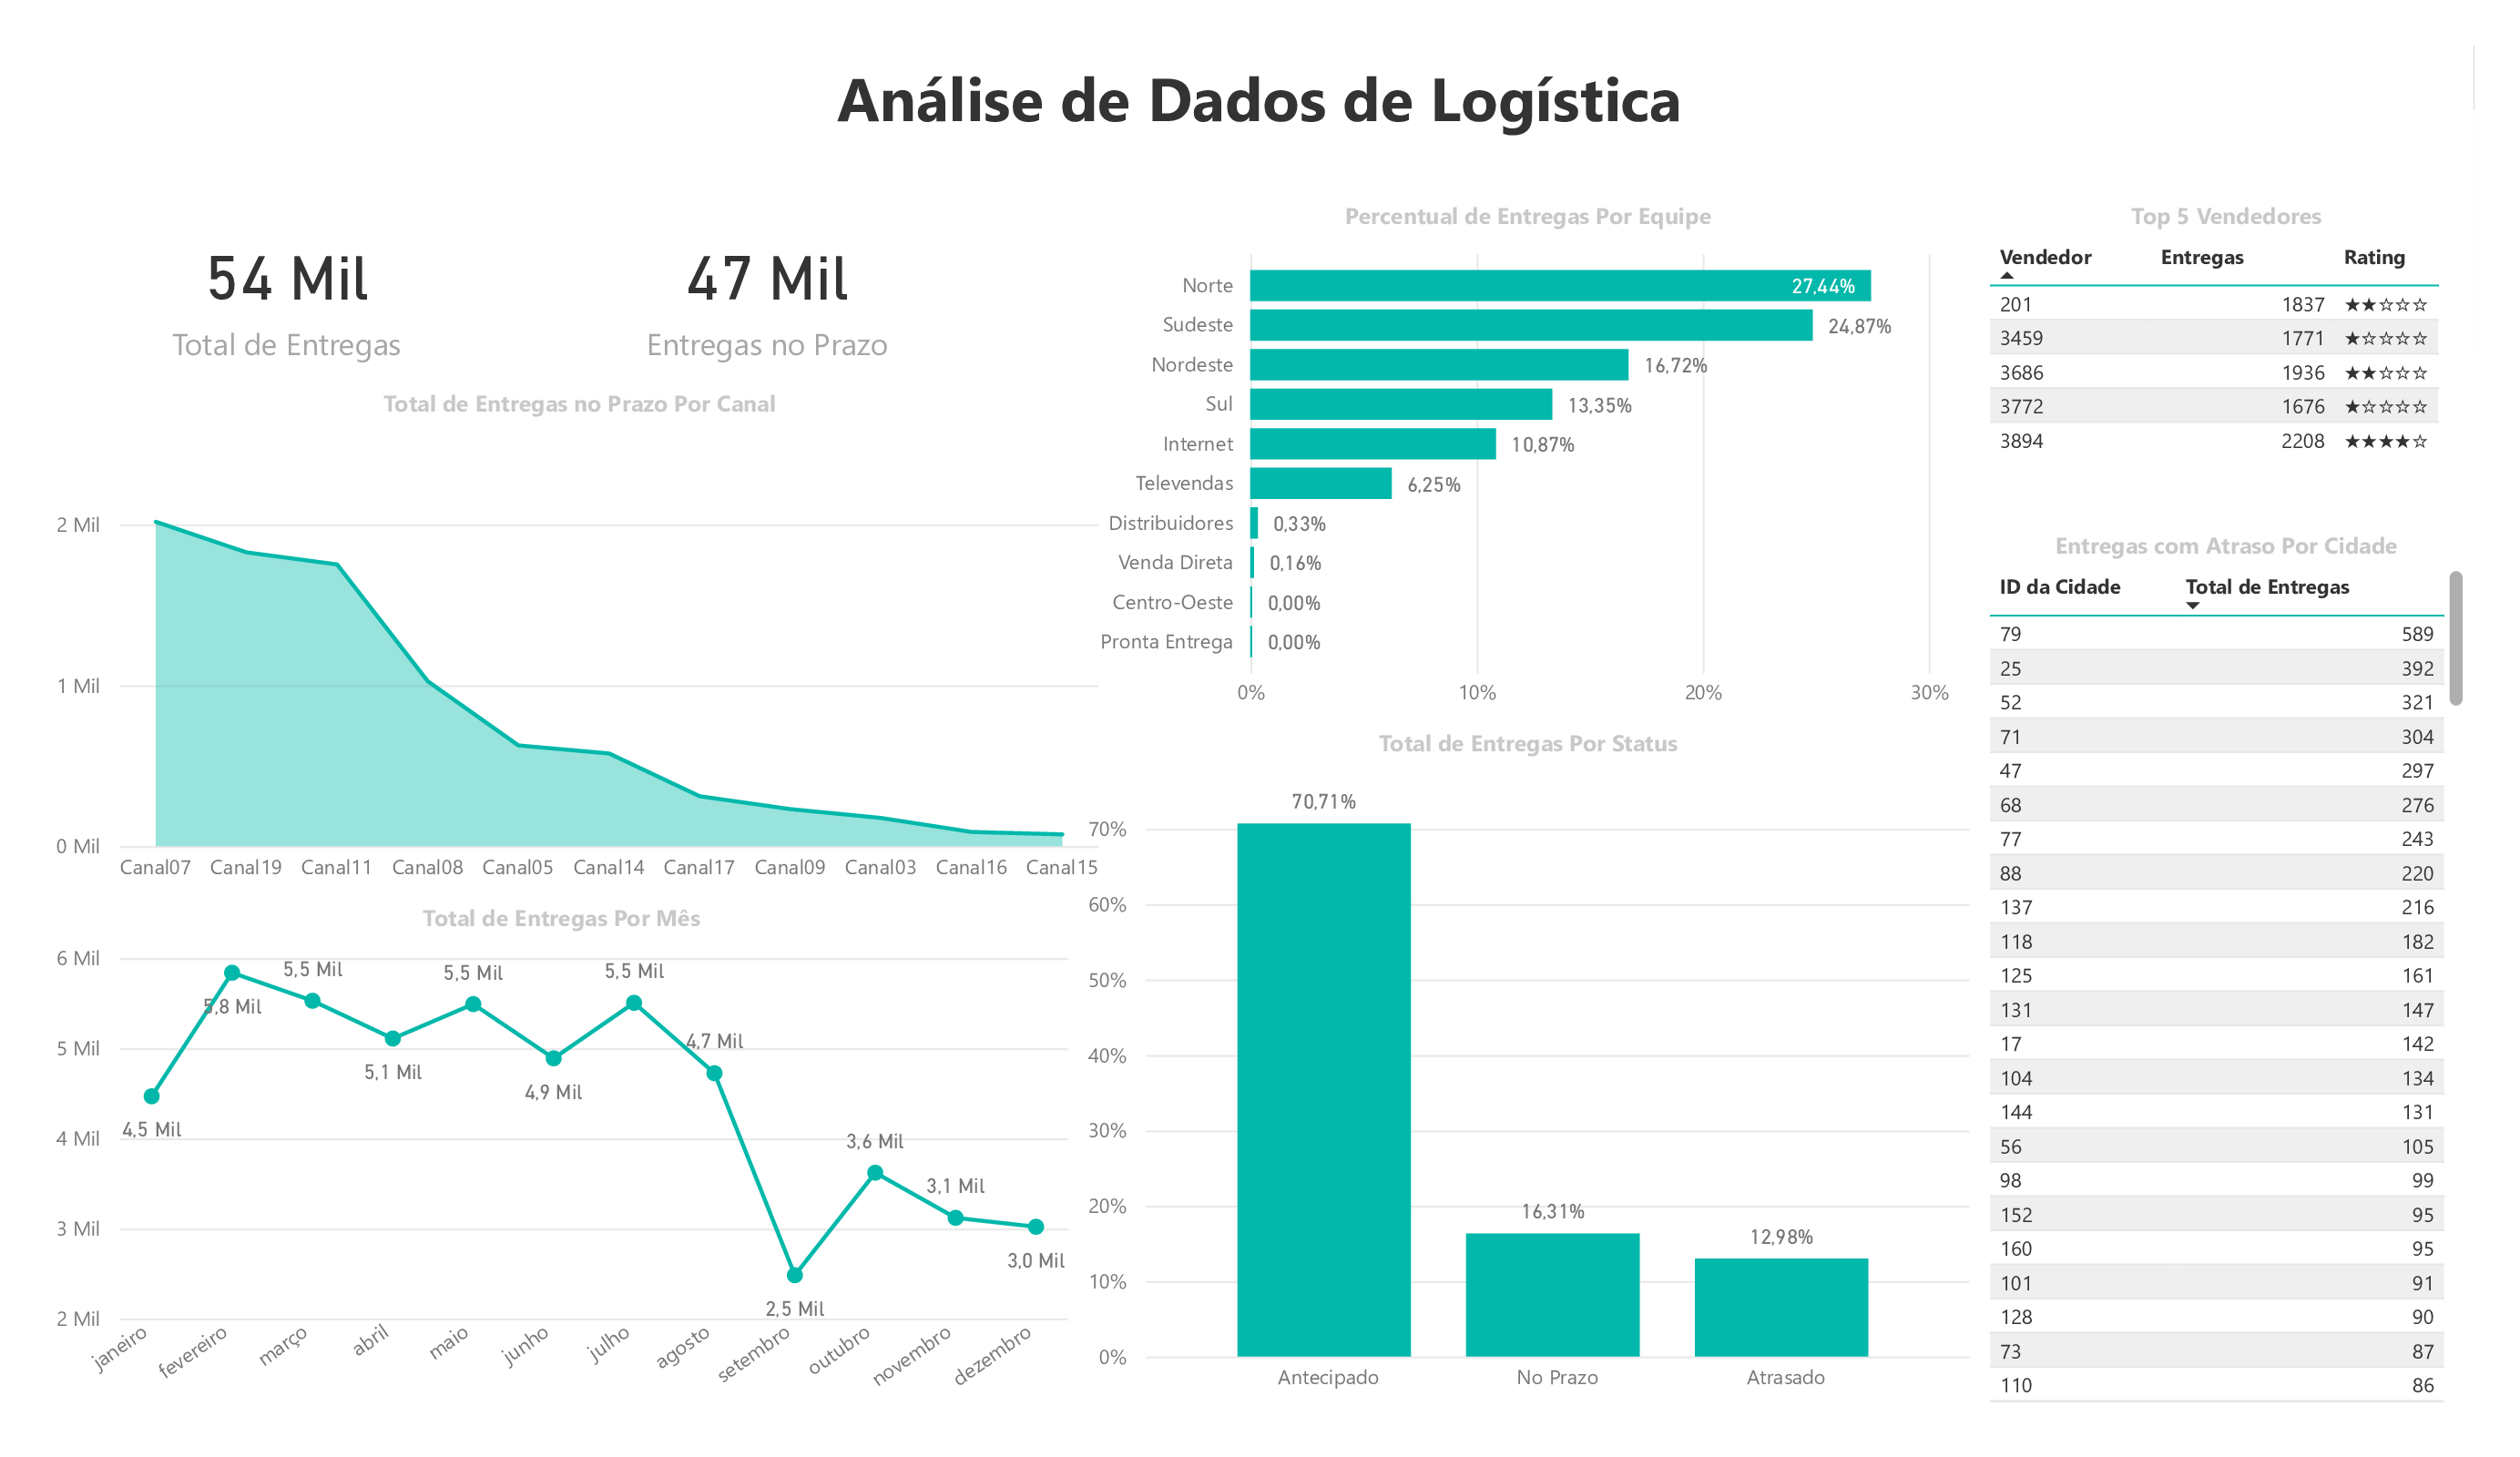 Análise de Dados de Logística
54 Mil
Total de Entregas
47 Mil
Entregas no Prazo
Total de Entregas no Prazo Por Canal
2 Mil
1 Mil
0 Mil
Canal07 Canal19 Canal11 Canal08 Canal05 Canal14 Canal17 Canal09 Canal03 Canal16 Canal15
Total de Entregas Por Mês
6 Mil
5 Mil
4 Mil
3 Mil
2 Mil
4,5 Mil
5,8 Mil
5,5 Mil
5,1 Mil
5,5 Mil
4,9 Mil
5,5 Mil
4,7 Mil
2,5 Mil
3,6 Mil
3,1 Mil
3,0 Mil
janeiro fevereiro março abril maio junho julho agosto setembro outubro novembro dezembro
Percentual de Entregas Por Equipe
Norte 27,44%
Sudeste 24,87%
Nordeste 16,72%
Sul 13,35%
Internet 10,87%
Televendas 6,25%
Distribuidores 0,33%
Venda Direta 0,16%
Centro-Oeste 0,00%
Pronta Entrega 0,00%
0% 10% 20% 30%
Total de Entregas Por Status
70%
60%
50%
40%
30%
20%
10%
0%
70,71%
16,31%
12,98%
Antecipado No Prazo Atrasado
Top 5 Vendedores
Vendedor Entregas Rating
201 1837 ★★☆☆☆
3459 1771 ★☆☆☆☆
3686 1936 ★★☆☆☆
3772 1676 ★☆☆☆☆
3894 2208 ★★★★☆
Entregas com Atraso Por Cidade
ID da Cidade Total de Entregas
79 589
25 392
52 321
71 304
47 297
68 276
77 243
88 220
137 216
118 182
125 161
131 147
17 142
104 134
144 131
56 105
98 99
152 95
160 95
101 91
128 90
73 87
110 86